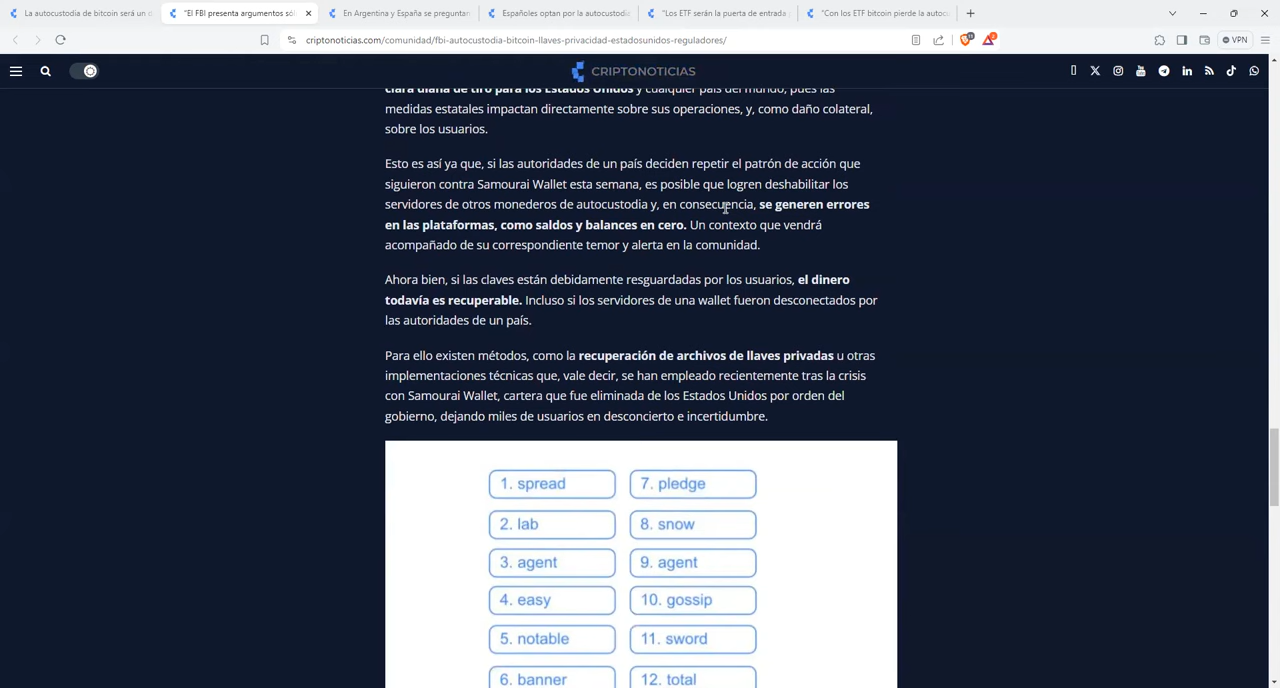 La autocustodia de bitcoin será un d
"El FBI presenta argumentos sóli
En Argentina y España se preguntan
Españoles optan por la autocustodia
"Los ETF serán la puerta de entrada
"Con los ETF bitcoin pierde la autoc
criptonoticias.com/comunidad/fbi-autocustodia-bitcoin-llaves-privacidad-estadosunidos-reguladores/
VPN
CRIPTONOTICIAS
clara diana de tiro para los Estados Unidos y cualquier país del mundo, pues las
medidas estatales impactan directamente sobre sus operaciones, y, como daño colateral,
sobre los usuarios.
Esto es así ya que, si las autoridades de un país deciden repetir el patrón de acción que
siguieron contra Samourai Wallet esta semana, es posible que logren deshabilitar los
servidores de otros monederos de autocustodia y, en consecuencia, se generen errores
en las plataformas, como saldos y balances en cero. Un contexto que vendrá
acompañado de su correspondiente temor y alerta en la comunidad.
Ahora bien, si las claves están debidamente resguardadas por los usuarios, el dinero
todavía es recuperable. Incluso si los servidores de una wallet fueron desconectados por
las autoridades de un país.
Para ello existen métodos, como la recuperación de archivos de llaves privadas u otras
implementaciones técnicas que, vale decir, se han empleado recientemente tras la crisis
con Samourai Wallet, cartera que fue eliminada de los Estados Unidos por orden del
gobierno, dejando miles de usuarios en desconcierto e incertidumbre.
1. spread
7. pledge
2. lab
8. snow
3. agent
9. agent
4. easy
10. gossip
5. notable
11. sword
6. banner
12. total